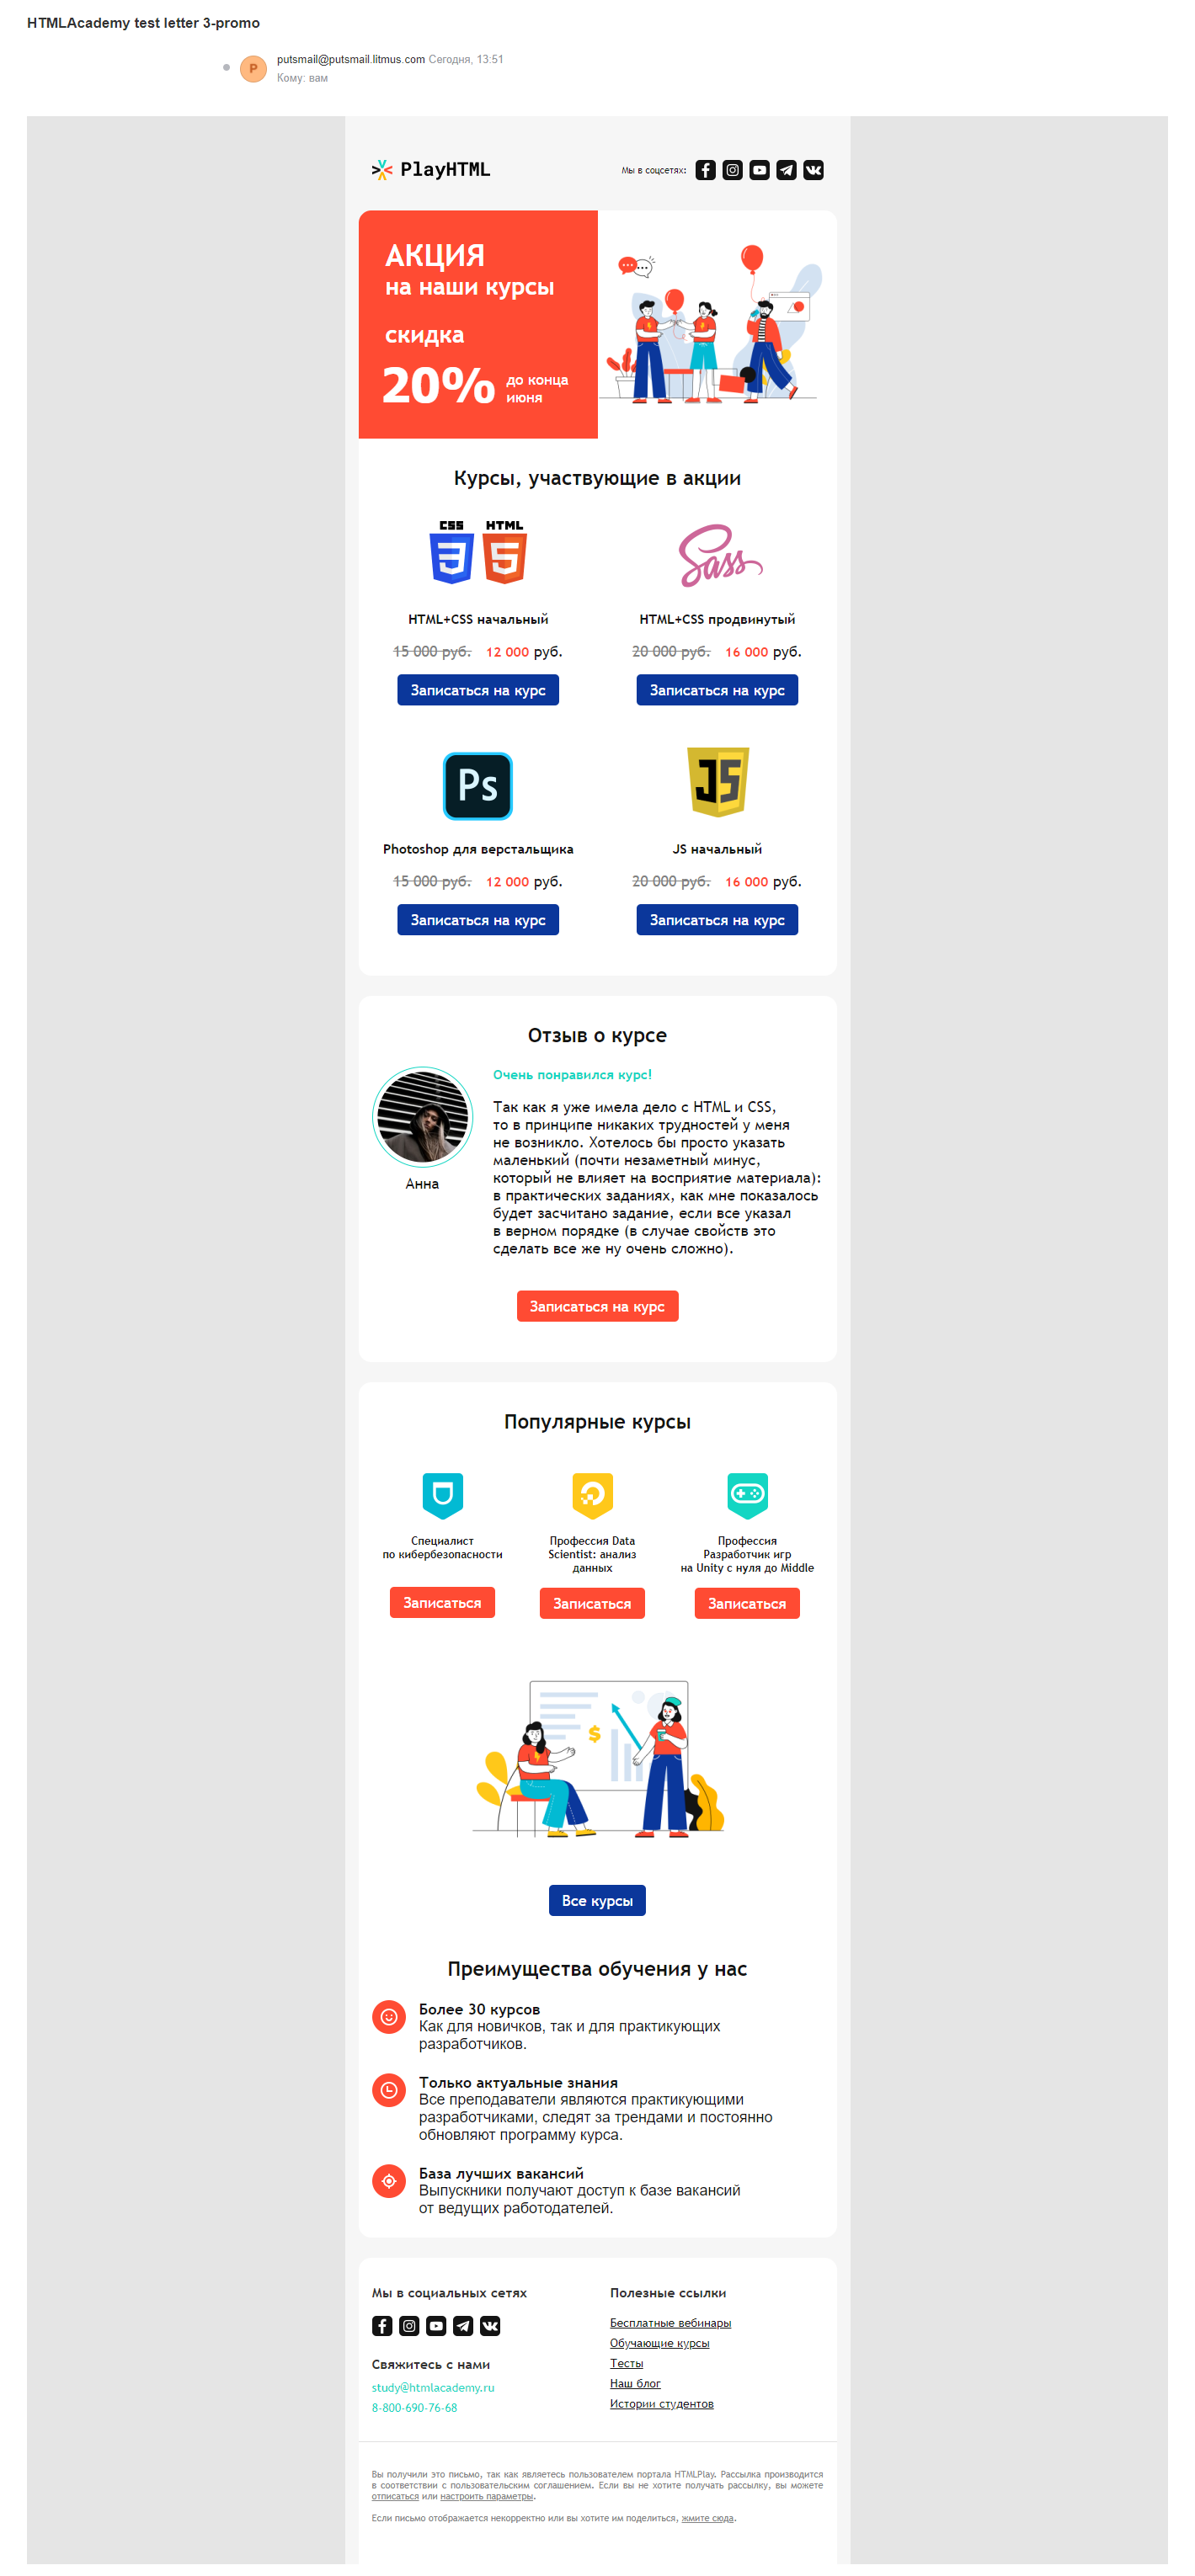 HTMLAcademy test letter 3-promo
P
putsmail@putsmail.litmus.com Сегодня, 13:51
Кому: вам
PlayHTML
Мы в соцсетях:
АКЦИЯ
на наши курсы
скидка
20% до конца
июня
Курсы, участвующие в акции
CSS HTML
3 5
Sass
HTML+CSS начальный
HTML+CSS продвинутый
15 000 руб. 12 000 руб.
20 000 руб. 16 000 руб.
Записаться на курс
Записаться на курс
Ps
JS
Photoshop для верстальщика
JS начальный
15 000 руб. 12 000 руб.
20 000 руб. 16 000 руб.
Записаться на курс
Записаться на курс
Отзыв о курсе
Анна
Очень понравился курс!
Так как я уже имела дело с HTML и CSS,
то в принципе никаких трудностей у меня
не возникло. Хотелось бы просто указать
маленький (почти незаметный минус,
который не влияет на восприятие материала):
в практических заданиях, как мне показалось
будет засчитано задание, если все указал
в верном порядке (в случае свойств это
сделать все же ну очень сложно).
Записаться на курс
Популярные курсы
Специалист
по кибербезопасности
Записаться
Профессия Data
Scientist: анализ
данных
Записаться
Профессия
Разработчик игр
на Unity с нуля до Middle
Записаться
$
Все курсы
Преимущества обучения у нас
Более 30 курсов
Как для новичков, так и для практикующих
разработчиков.
Только актуальные знания
Все преподаватели являются практикующими
разработчиками, следят за трендами и постоянно
обновляют программу курса.
База лучших вакансий
Выпускники получают доступ к базе вакансий
от ведущих работодателей.
Мы в социальных сетях
Свяжитесь с нами
study@htmlacademy.ru
8-800-690-76-68
Полезные ссылки
Бесплатные вебинары
Обучающие курсы
Тесты
Наш блог
Истории студентов
Вы получили это письмо, так как являетесь пользователем портала HTMLPlay. Рассылка производится
в соответствии с пользовательским соглашением. Если вы не хотите получать рассылку, вы можете
отписаться или настроить параметры.
Если письмо отображается некорректно или вы хотите им поделиться, жмите сюда.